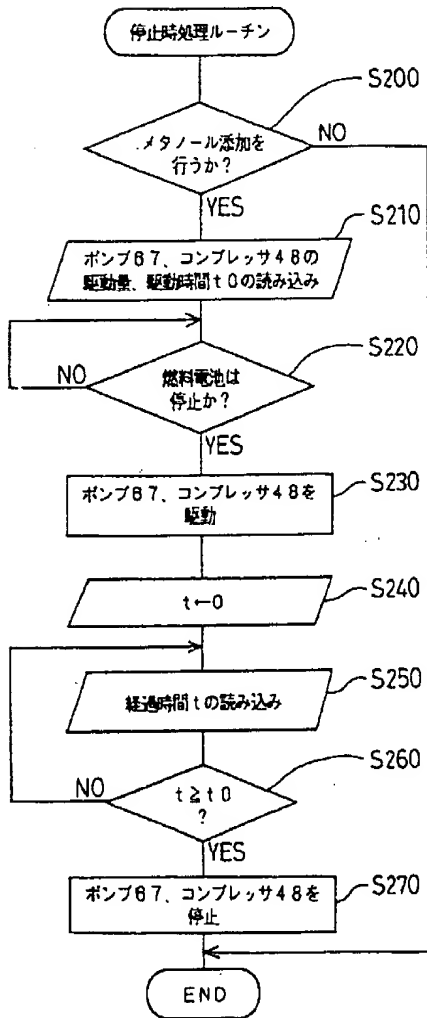 停止時処理ルーチン
S200
メタノール添加を
行うか?
NO
YES
S210
ポンプ67、コンプレッサ48の
駆動量、駆動時間t0の読み込み
S220
燃料電池は
停止か?
NO
YES
S230
ポンプ67、コンプレッサ48を
駆動
S240
t←0
S250
経過時間tの読み込み
S260
t≧t0
?
NO
YES
S270
ポンプ67、コンプレッサ48を
停止
END